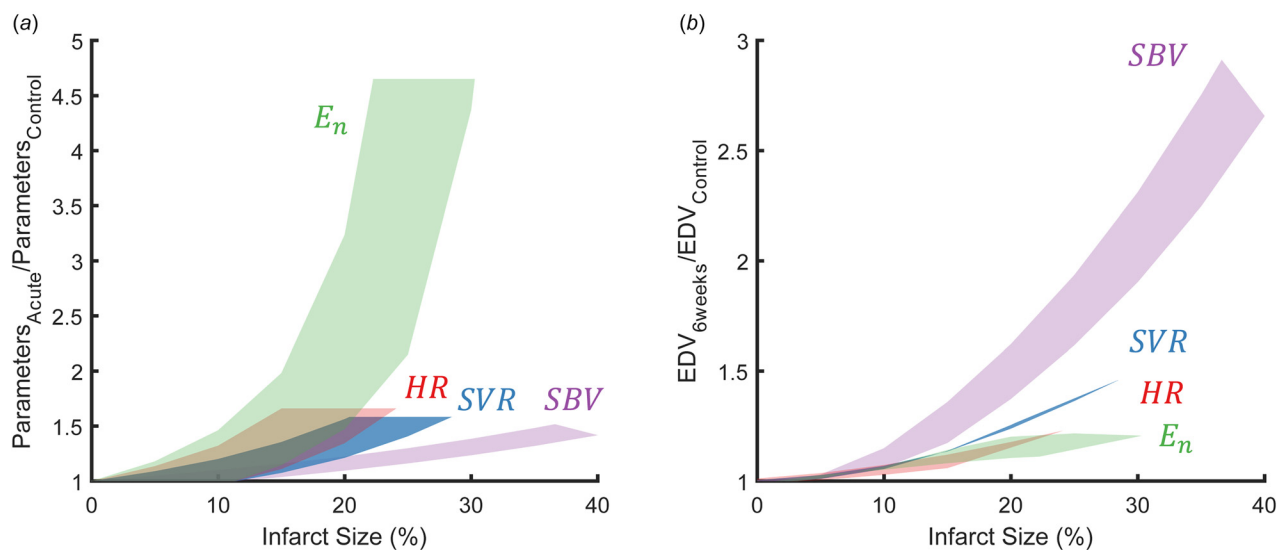 (a)
Parameters_Acute/Parameters_Control
5
4.5
4
3.5
3
2.5
2
1.5
1
E_n
HR
SVR
SBV
0 10 20 30 40
Infarct Size (%)
(b)
EDV_6weeks/EDV_Control
3
2.5
2
1.5
1
SBV
SVR
HR
E_n
0 10 20 30 40
Infarct Size (%)